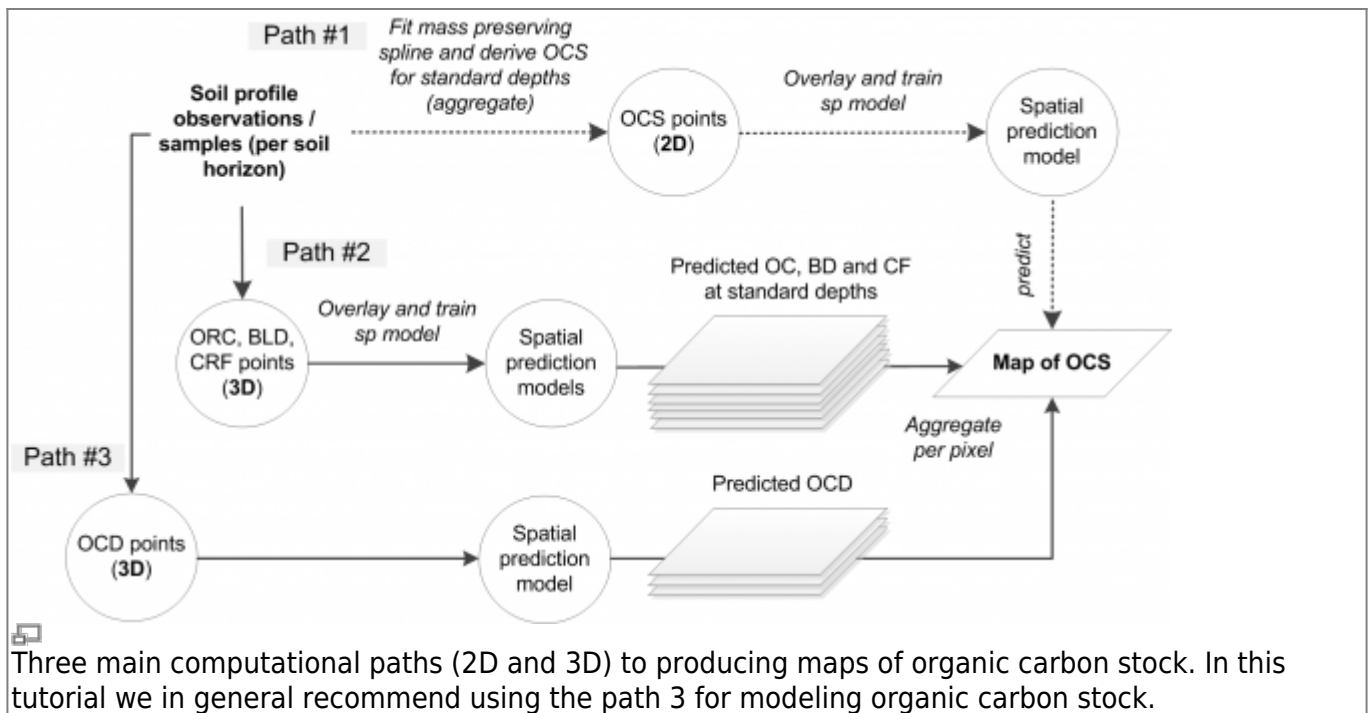 Path #1
Fit mass preserving
spline and derive OCS
for standard depths
(aggregate)
Soil profile
observations /
samples (per soil
horizon)
OCS points
(2D)
Overlay and train
sp model
Spatial
prediction
model
predict
Path #2
ORC, BLD,
CRF points
(3D)
Overlay and train
sp model
Spatial
prediction
models
Predicted OC, BD and CF
at standard depths
Map of OCS
Aggregate
per pixel
Path #3
OCD points
(3D)
Spatial
prediction
model
Predicted OCD
Three main computational paths (2D and 3D) to producing maps of organic carbon stock. In this
tutorial we in general recommend using the path 3 for modeling organic carbon stock.